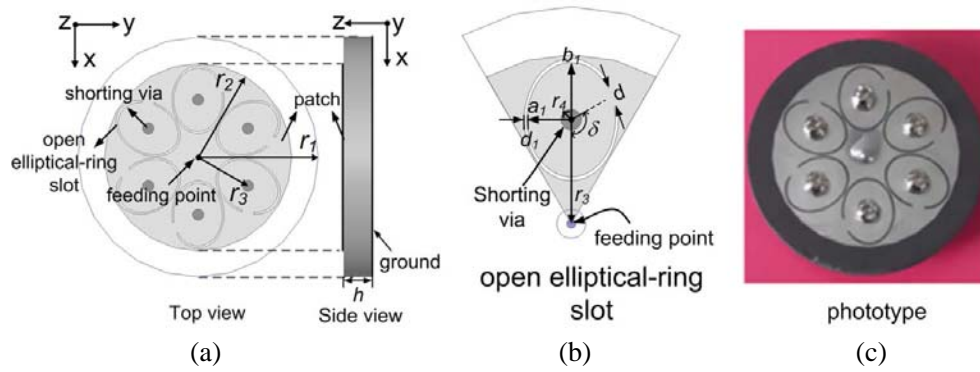 z y z x
x y
shorting via
r2
patch
open
elliptical-ring
slot
r1
feeding point
r3
ground
h
Top view Side view
(a)
b1
d
a1 r4
δ
d1
Shorting
via
r3
feeding point
open elliptical-ring
slot
(b)
phototype
(c)